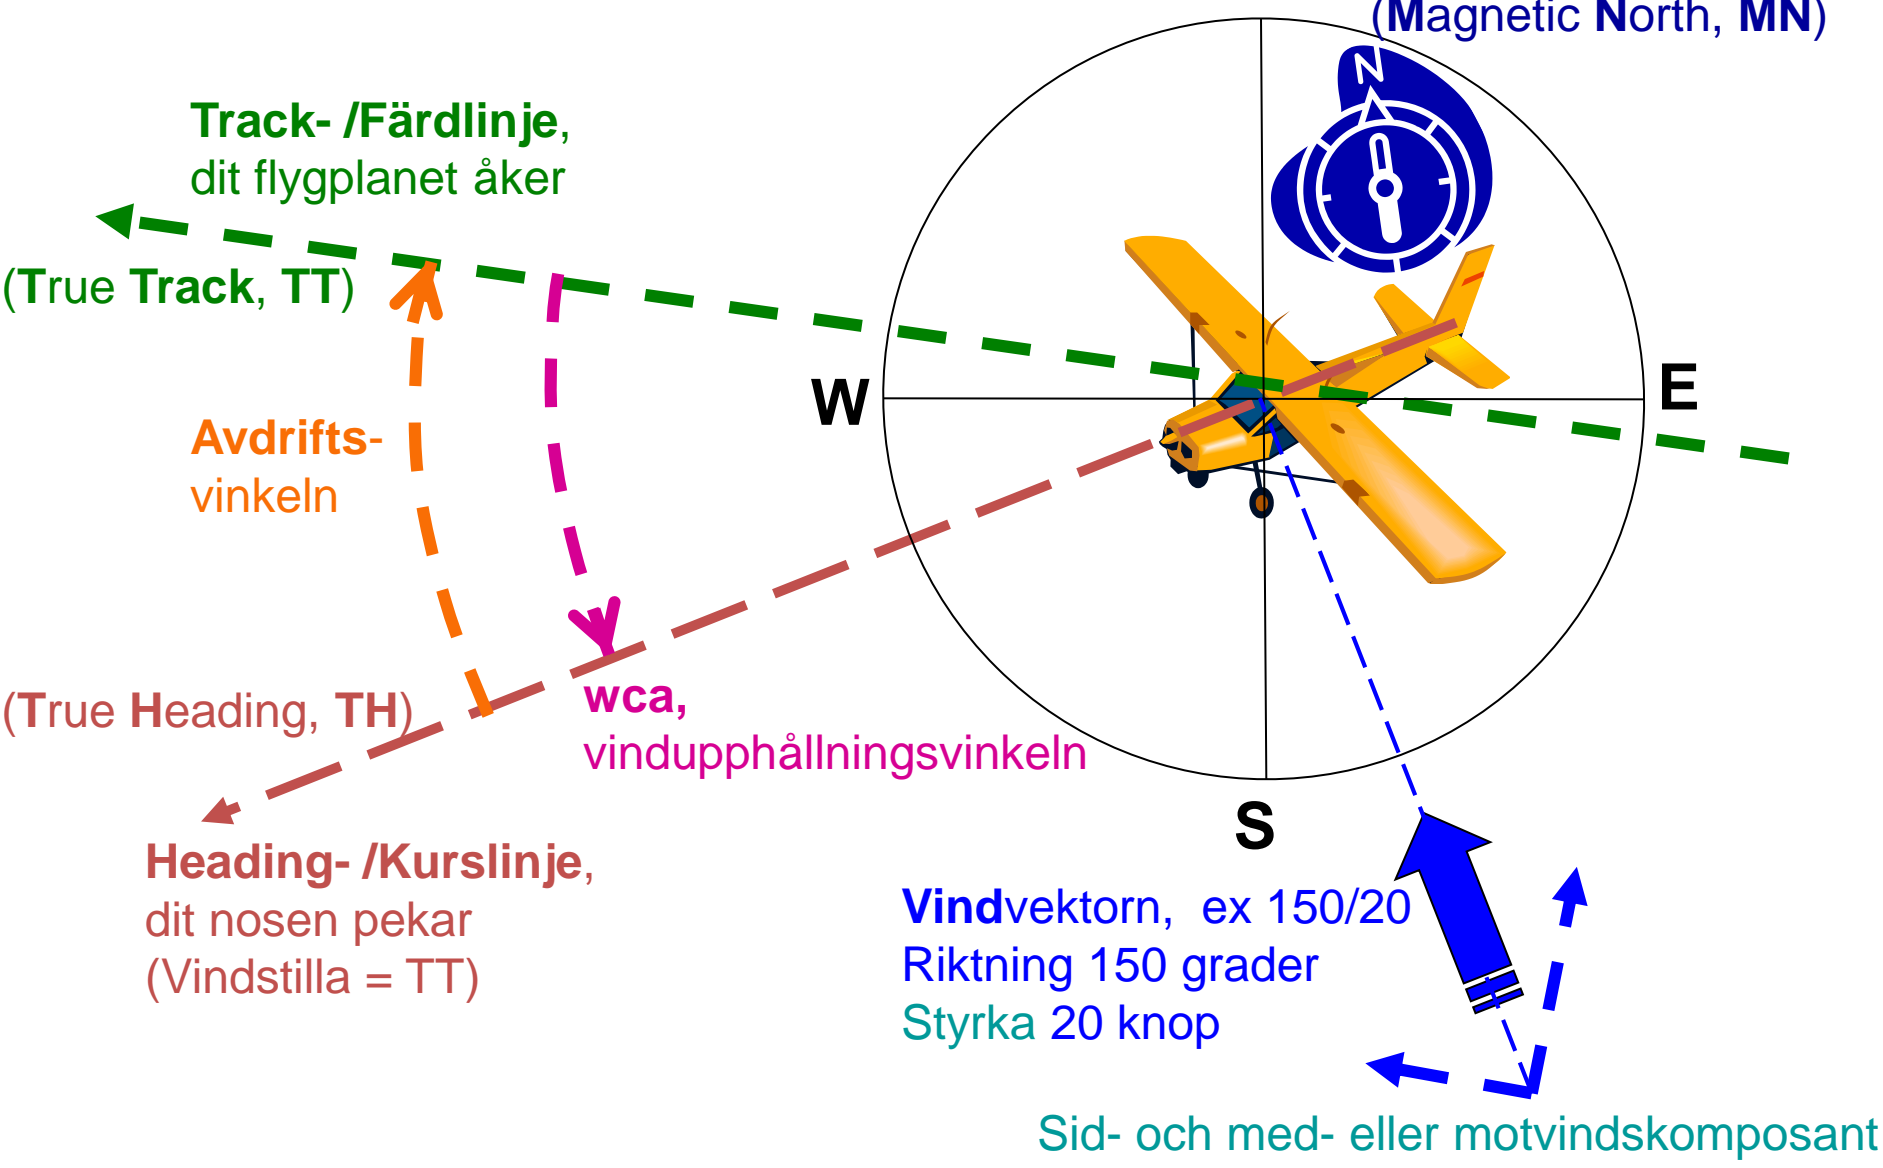 (Magnetic North, MN)
N
Track- /Färdlinje,
dit flygplanet åker
(True Track, TT)
W
E
Avdrifts-
vinkeln
(True Heading, TH)
wca,
vindupphållningsvinkeln
S
Heading- /Kurslinje,
dit nosen pekar
(Vindstilla = TT)
Vindvektorn, ex 150/20
Riktning 150 grader
Styrka 20 knop
Sid- och med- eller motvindskomposant